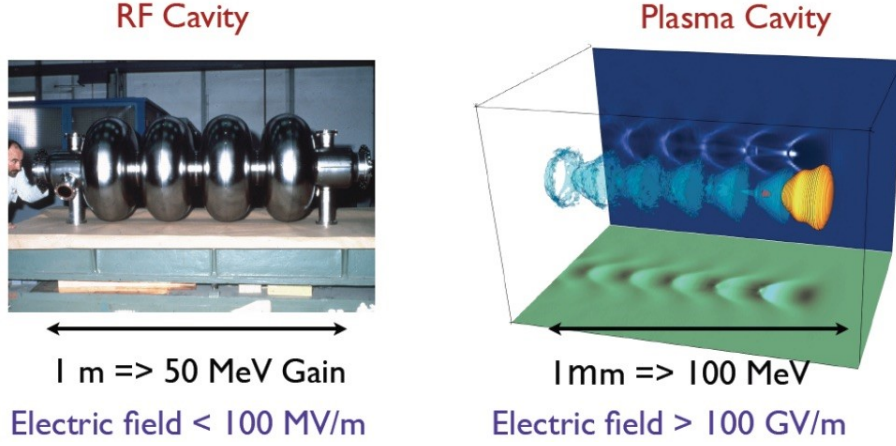 RF Cavity
Plasma Cavity
1 m => 50 MeV Gain
1mm => 100 MeV
Electric field < 100 MV/m
Electric field > 100 GV/m